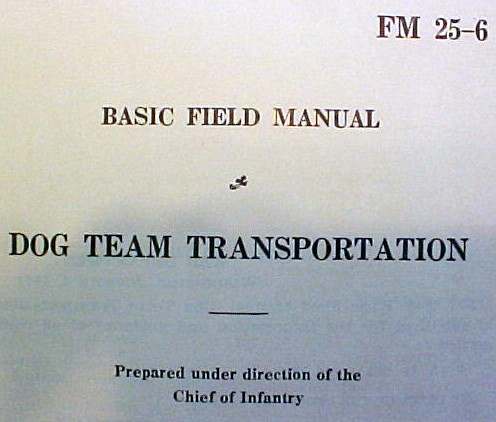 FM 25–6
BASIC FIELD MANUAL
DOG TEAM TRANSPORTATION
Prepared under direction of the
Chief of Infantry